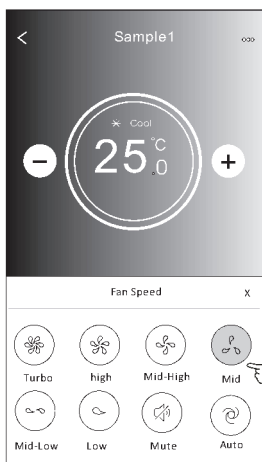 Sample1
Cool
25.0°C
Fan Speed X
Turbo high Mid-High Mid
Mid-Low Low Mute Auto